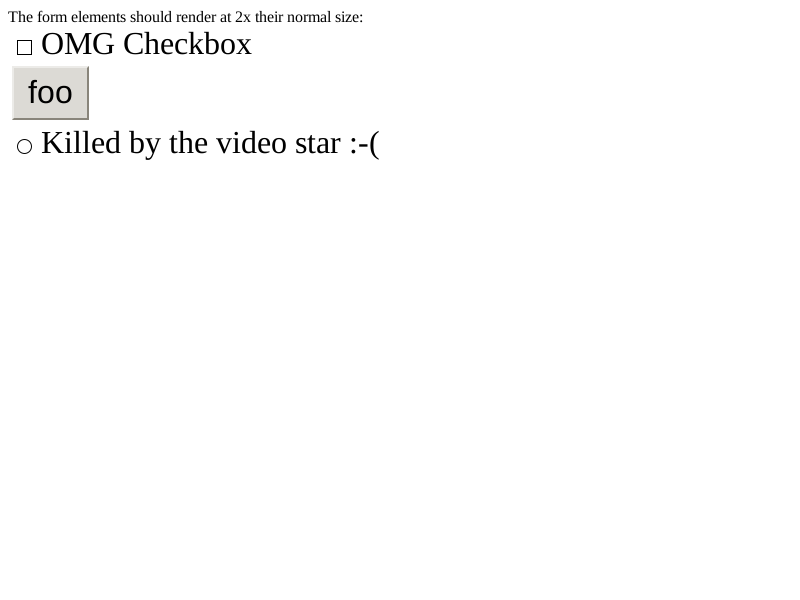 The form elements should render at 2x their normal size:
OMG Checkbox
foo
Killed by the video star :-(